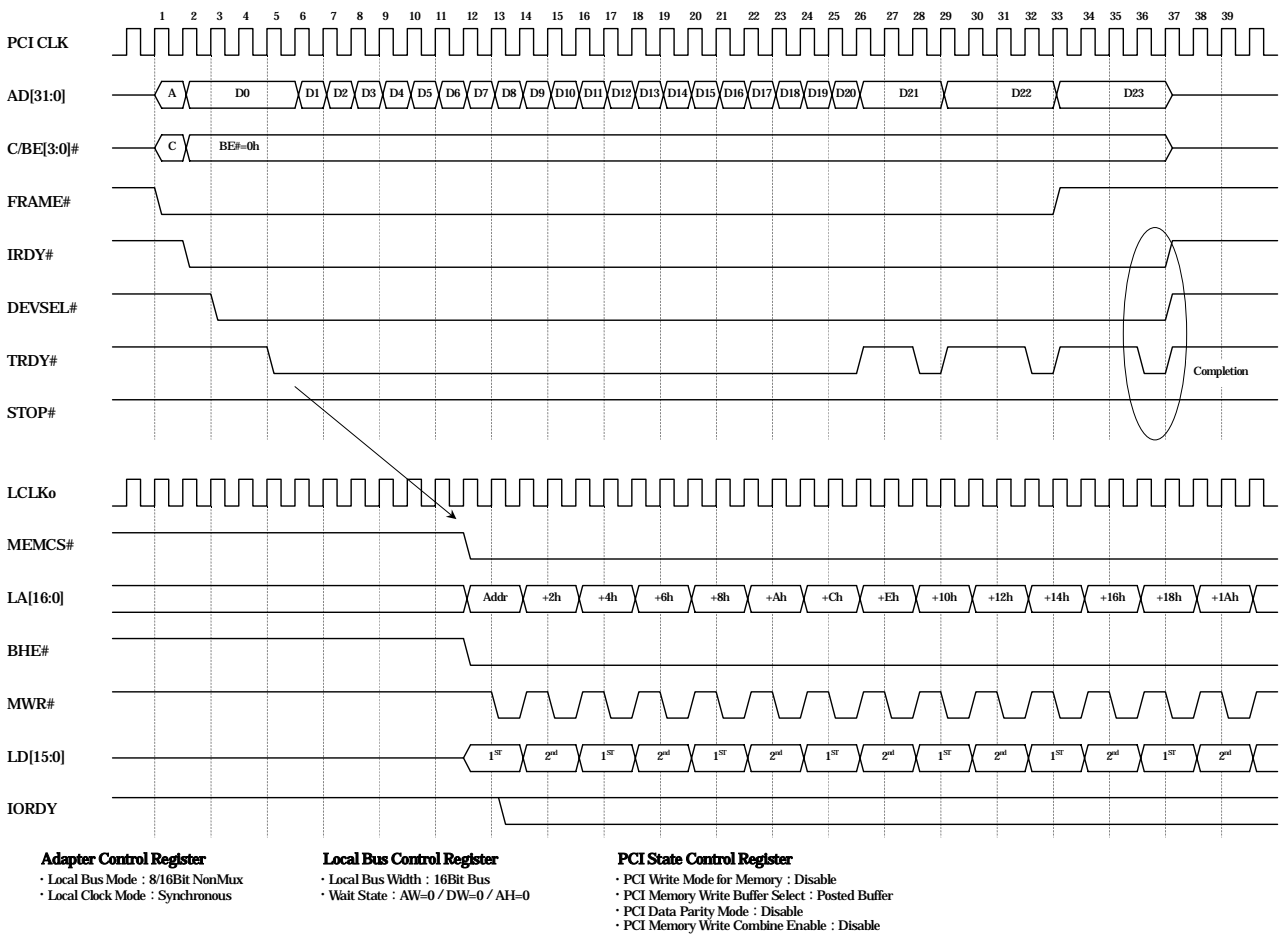 1 2 3 4 5 6 7 8 9 10 11 12 13 14 15 16 17 18 19 20 21 22 23 24 25 26 27 28 29 30 31 32 33 34 35 36 37 38 39
PCI CLK
AD[31:0] A D0 D1 D2 D3 D4 D5 D6 D7 D8 D9 D10 D11 D12 D13 D14 D15 D16 D17 D18 D19 D20 D21 D22 D23
C/BE[3:0]# C BE#=0h
FRAME#
IRDY#
DEVSEL#
TRDY#
Completion
STOP#
LCLKo
MEMCS#
LA[16:0] Addr +2h +4h +6h +8h +Ah +Ch +Eh +10h +12h +14h +16h +18h +1Ah
BHE#
MWR#
LD[15:0] 1ST 2nd 1ST 2nd 1ST 2nd 1ST 2nd 1ST 2nd 1ST 2nd 1ST 2nd
IORDY
Adapter Control Register
・Local Bus Mode : 8/16Bit NonMux
・Local Clock Mode : Synchronous
Local Bus Control Register
・Local Bus Width : 16Bit Bus
・Wait State : AW=0 / DW=0 / AH=0
PCI State Control Register
・PCI Write Mode for Memory : Disable
・PCI Memory Write Buffer Select : Posted Buffer
・PCI Data Parity Mode : Disable
・PCI Memory Write Combine Enable : Disable